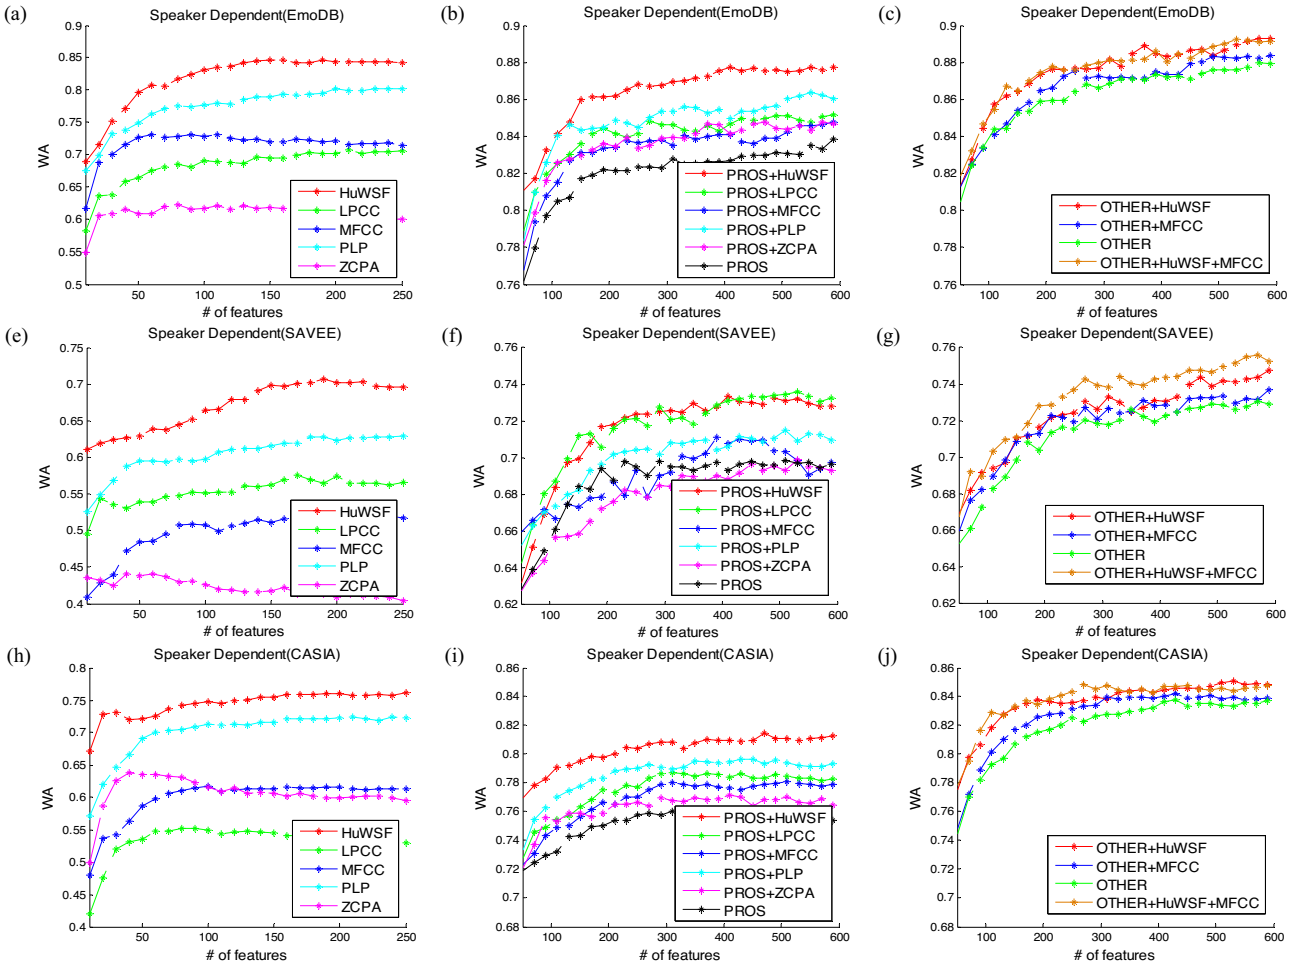 (a)
Speaker Dependent(EmoDB)
0.9
0.85
0.8
0.75
0.7
0.65
0.6
0.55
0.5
WA
50
100
150
200
250
# of features
HuWSF
LPCC
MFCC
PLP
ZCPA
(b)
Speaker Dependent(EmoDB)
0.9
0.88
0.86
0.84
0.82
0.8
0.78
0.76
WA
100
200
300
400
500
600
# of features
PROS+HuWSF
PROS+LPCC
PROS+MFCC
PROS+PLP
PROS+ZCPA
PROS
(c)
Speaker Dependent(EmoDB)
0.9
0.88
0.86
0.84
0.82
0.8
0.78
0.76
WA
100
200
300
400
500
600
# of features
OTHER+HuWSF
OTHER+MFCC
OTHER
OTHER+HuWSF+MFCC
(e)
Speaker Dependent(SAVEE)
0.75
0.7
0.65
0.6
0.55
0.5
0.45
0.4
WA
50
100
150
200
250
# of features
HuWSF
LPCC
MFCC
PLP
ZCPA
(f)
Speaker Dependent(SAVEE)
0.76
0.74
0.72
0.7
0.68
0.66
0.64
0.62
WA
100
200
300
400
500
600
# of features
PROS+HuWSF
PROS+LPCC
PROS+MFCC
PROS+PLP
PROS+ZCPA
PROS
(g)
Speaker Dependent(SAVEE)
0.76
0.74
0.72
0.7
0.68
0.66
0.64
0.62
WA
100
200
300
400
500
600
# of features
OTHER+HuWSF
OTHER+MFCC
OTHER
OTHER+HuWSF+MFCC
(h)
Speaker Dependent(CASIA)
0.8
0.75
0.7
0.65
0.6
0.55
0.5
0.45
0.4
WA
50
100
150
200
250
# of features
HuWSF
LPCC
MFCC
PLP
ZCPA
(i)
Speaker Dependent(CASIA)
0.86
0.84
0.82
0.8
0.78
0.76
0.74
0.72
0.7
0.68
WA
100
200
300
400
500
600
# of features
PROS+HuWSF
PROS+LPCC
PROS+MFCC
PROS+PLP
PROS+ZCPA
PROS
(j)
Speaker Dependent(CASIA)
0.86
0.84
0.82
0.8
0.78
0.76
0.74
0.72
0.7
0.68
WA
100
200
300
400
500
600
# of features
OTHER+HuWSF
OTHER+MFCC
OTHER
OTHER+HuWSF+MFCC